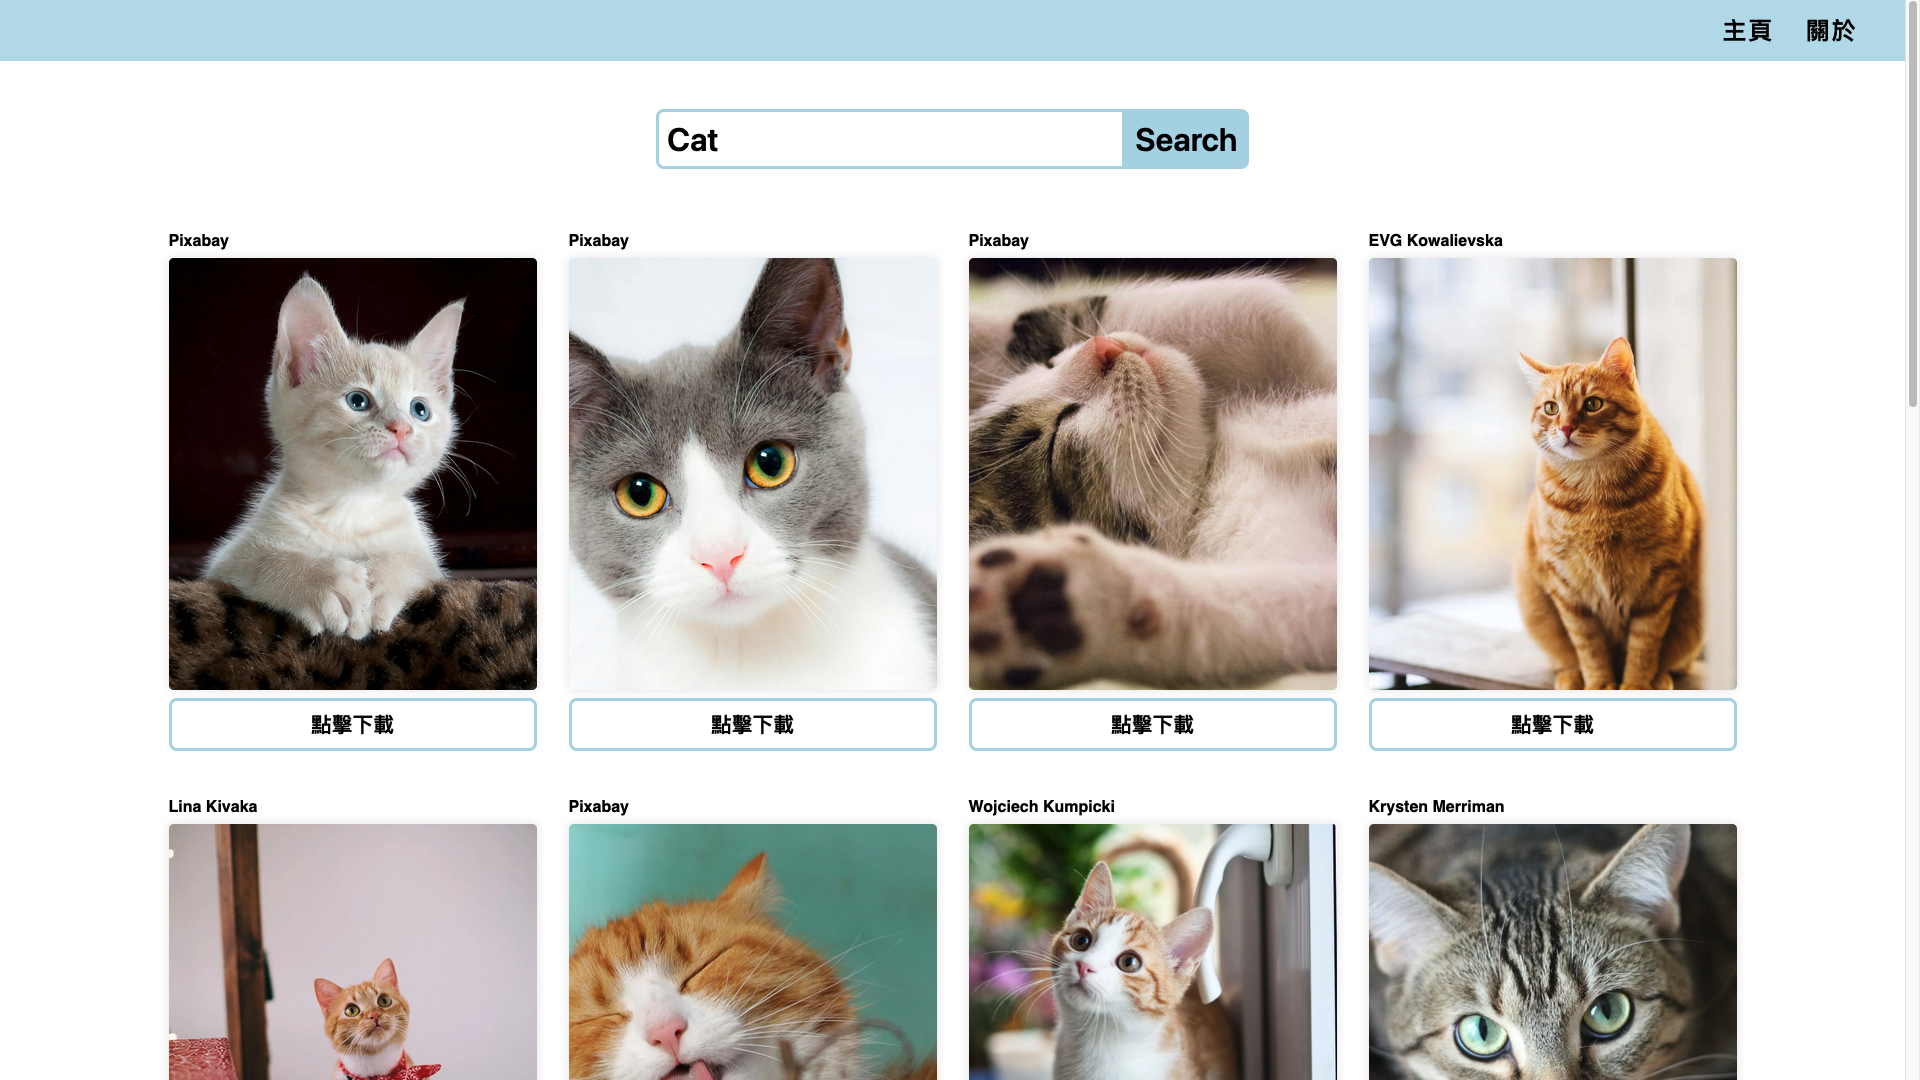 主頁 關於
Cat Search
Pixabay Pixabay Pixabay EVG Kowalievska
點擊下載 點擊下載 點擊下載 點擊下載
Lina Kivaka Pixabay Wojciech Kumpicki Krysten Merriman